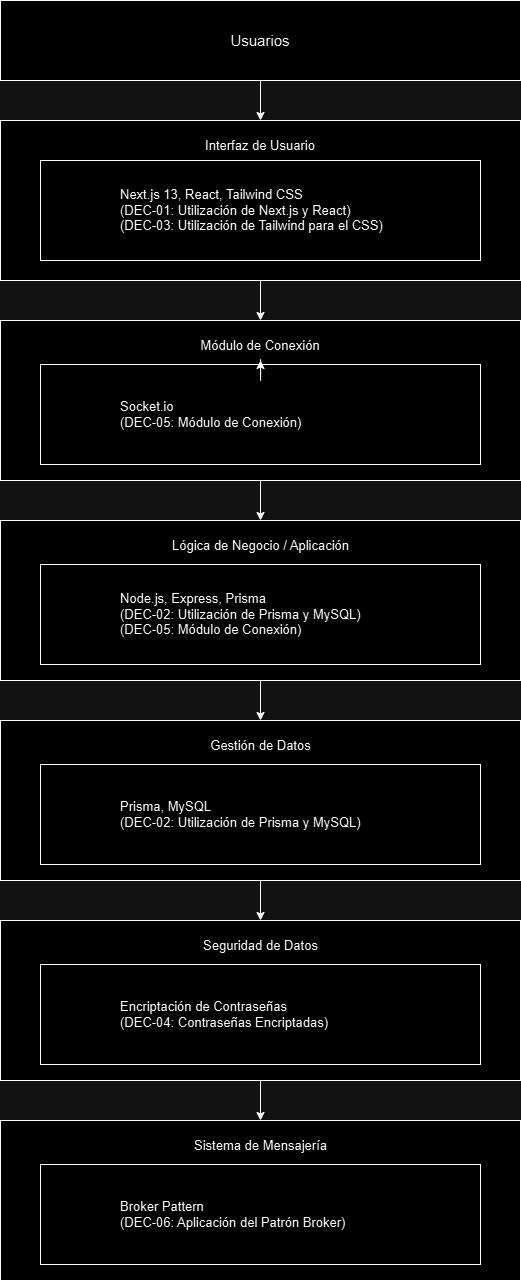 Usuarios
Interfaz de Usuario
Next.js 13, React, Tailwind CSS
(DEC-01: Utilización de Next.js y React)
(DEC-03: Utilización de Tailwind para el CSS)
Módulo de Conexión
Socket.io
(DEC-05: Módulo de Conexión)
Lógica de Negocio / Aplicación
Node.js, Express, Prisma
(DEC-02: Utilización de Prisma y MySQL)
(DEC-05: Módulo de Conexión)
Gestión de Datos
Prisma, MySQL
(DEC-02: Utilización de Prisma y MySQL)
Seguridad de Datos
Encriptación de Contraseñas
(DEC-04: Contraseñas Encriptadas)
Sistema de Mensajería
Broker Pattern
(DEC-06: Aplicación del Patrón Broker)